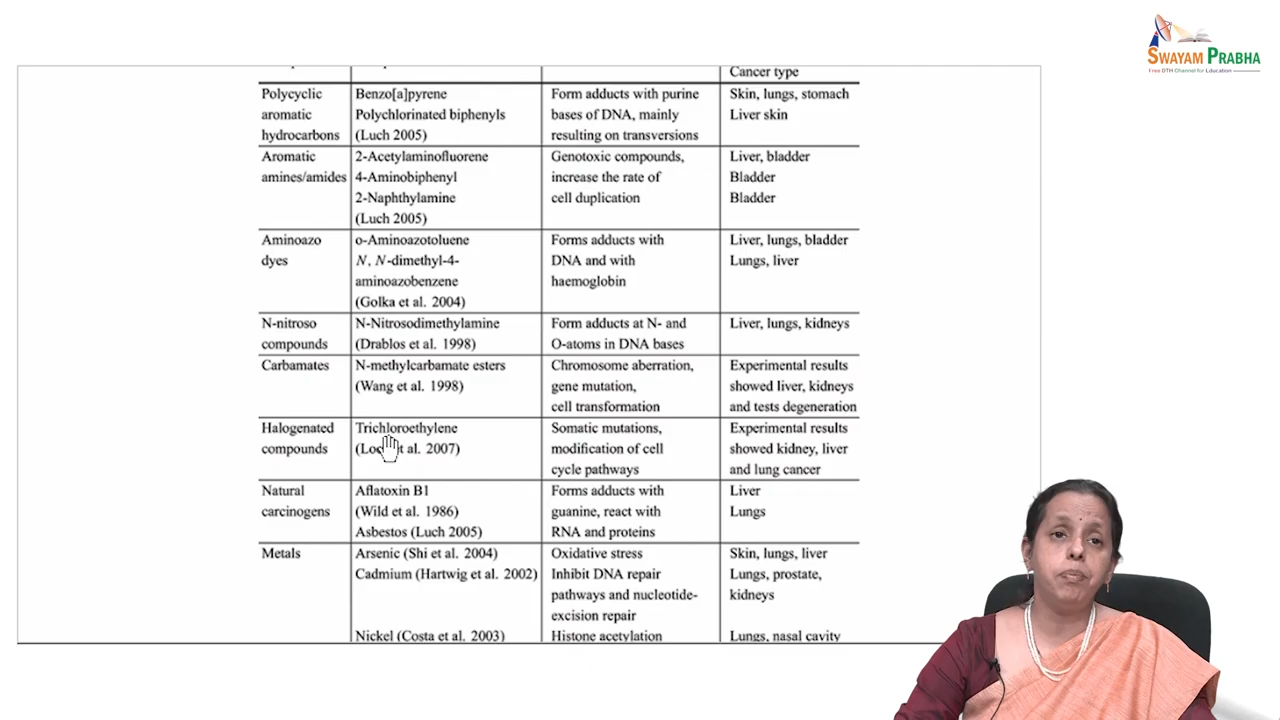 SWAYAM PRABHA
Free DTH Channel for Education
Cancer type
Polycyclic aromatic hydrocarbons
Benzo[a]pyrene
Polychlorinated biphenyls
(Luch 2005)
Form adducts with purine
bases of DNA, mainly
resulting on transversions
Skin, lungs, stomach
Liver skin
Aromatic
amines/amides
2-Acetylaminofluorene
4-Aminobiphenyl
2-Naphthylamine
(Luch 2005)
Genotoxic compounds,
increase the rate of
cell duplication
Liver, bladder
Bladder
Bladder
Aminoazo
dyes
o-Aminoazotoluene
N, N-dimethyl-4-
aminoazobenzene
(Golka et al. 2004)
Forms adducts with
DNA and with
haemoglobin
Liver, lungs, bladder
Lungs, liver
N-nitroso
compounds
N-Nitrosodimethylamine
(Drablos et al. 1998)
Form adducts at N- and
O-atoms in DNA bases
Liver, lungs, kidneys
Carbamates
N-methylcarbamate esters
(Wang et al. 1998)
Chromosome aberration,
gene mutation,
cell transformation
Experimental results
showed liver, kidneys
and tests degeneration
Halogenated
compounds
Trichloroethylene
et al. 2007)
Somatic mutations,
modification of cell
cycle pathways
Experimental results
showed kidney, liver
and lung cancer
Natural
carcinogens
Aflatoxin B1
(Wild et al. 1986)
Asbestos (Luch 2005)
Forms adducts with
guanine, react with
RNA and proteins
Liver
Lungs
Metals
Arsenic (Shi et al. 2004)
Cadmium (Hartwig et al. 2002)
Nickel (Costa et al. 2003)
Oxidative stress
Inhibit DNA repair
pathways and nucleotide-
excision repair
Histone acetylation
Skin, lungs, liver
Lungs, prostate,
kidneys
Lungs, nasal cavity